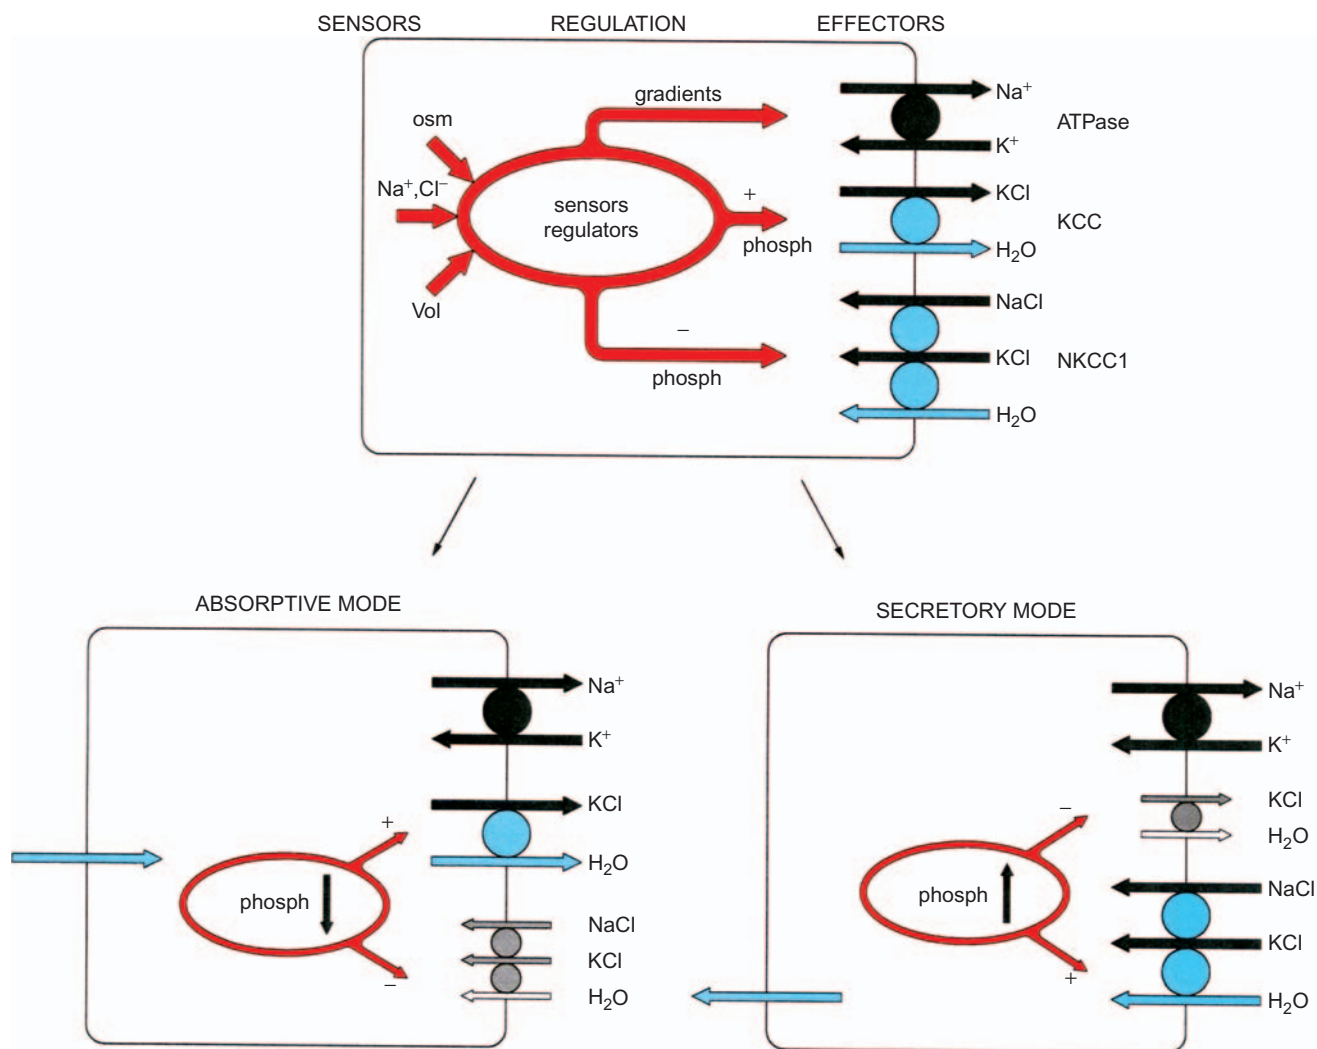 SENSORS REGULATION EFFECTORS
gradients
osm
Na⁺,Cl⁻
Vol
sensors
regulators
+
phosph
−
phosph
Na⁺
K⁺
ATPase
KCl
H₂O
KCC
NaCl
KCl
H₂O
NKCC1
ABSORPTIVE MODE
Na⁺
K⁺
KCl
H₂O
+
phosph
−
NaCl
KCl
H₂O
SECRETORY MODE
Na⁺
K⁺
KCl
H₂O
−
phosph
+
NaCl
KCl
H₂O